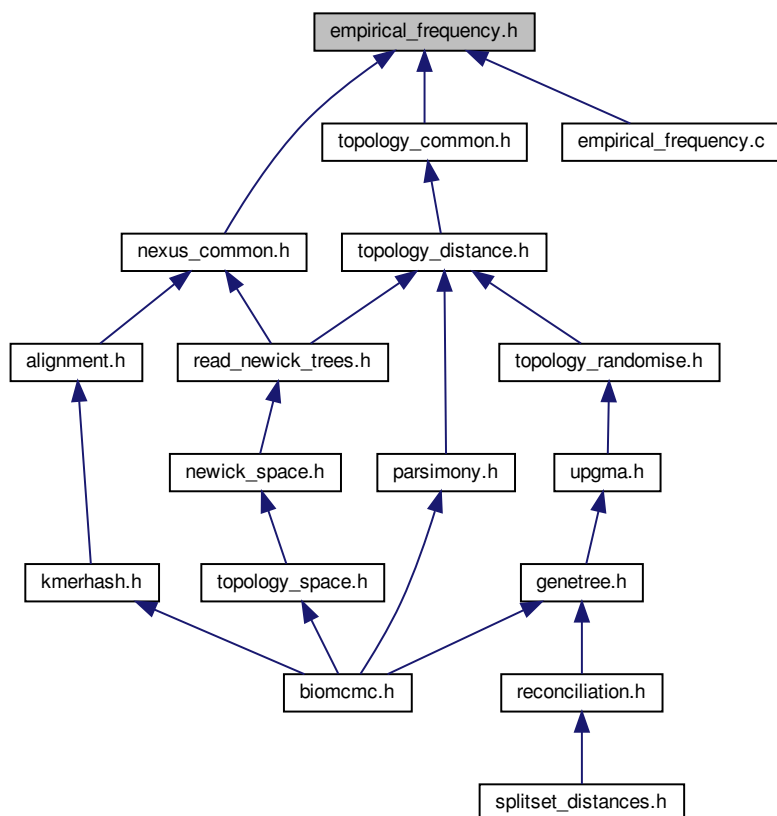 empirical_frequency.h
topology_common.h
empirical_frequency.c
nexus_common.h
topology_distance.h
alignment.h
read_newick_trees.h
topology_randomise.h
newick_space.h
parsimony.h
upgma.h
kmerhash.h
topology_space.h
genetree.h
biomcmc.h
reconciliation.h
splitset_distances.h